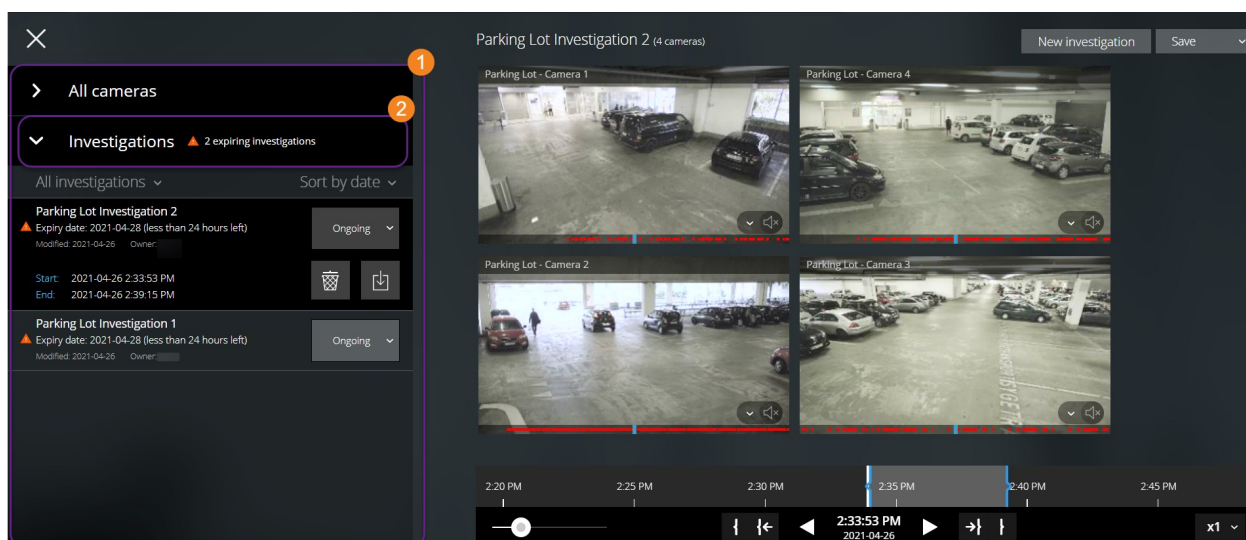 1
All cameras
2
Investigations 2 expiring investigations
All investigations Sort by date
Parking Lot Investigation 2
Expiry date: 2021-04-28 (less than 24 hours left)
Modified: 2021-04-26 Owner:
Ongoing
Start: 2021-04-26 2:33:53 PM
End: 2021-04-26 2:39:15 PM
Parking Lot Investigation 1
Expiry date: 2021-04-28 (less than 24 hours left)
Modified: 2021-04-26 Owner:
Ongoing
Parking Lot Investigation 2 (4 cameras)
New investigation
Save
Parking Lot - Camera 1
Parking Lot - Camera 4
Parking Lot - Camera 2
Parking Lot - Camera 3
2:20 PM 2:25 PM 2:30 PM 2:35 PM 2:40 PM 2:45 PM
2:33:53 PM
2021-04-26
x1